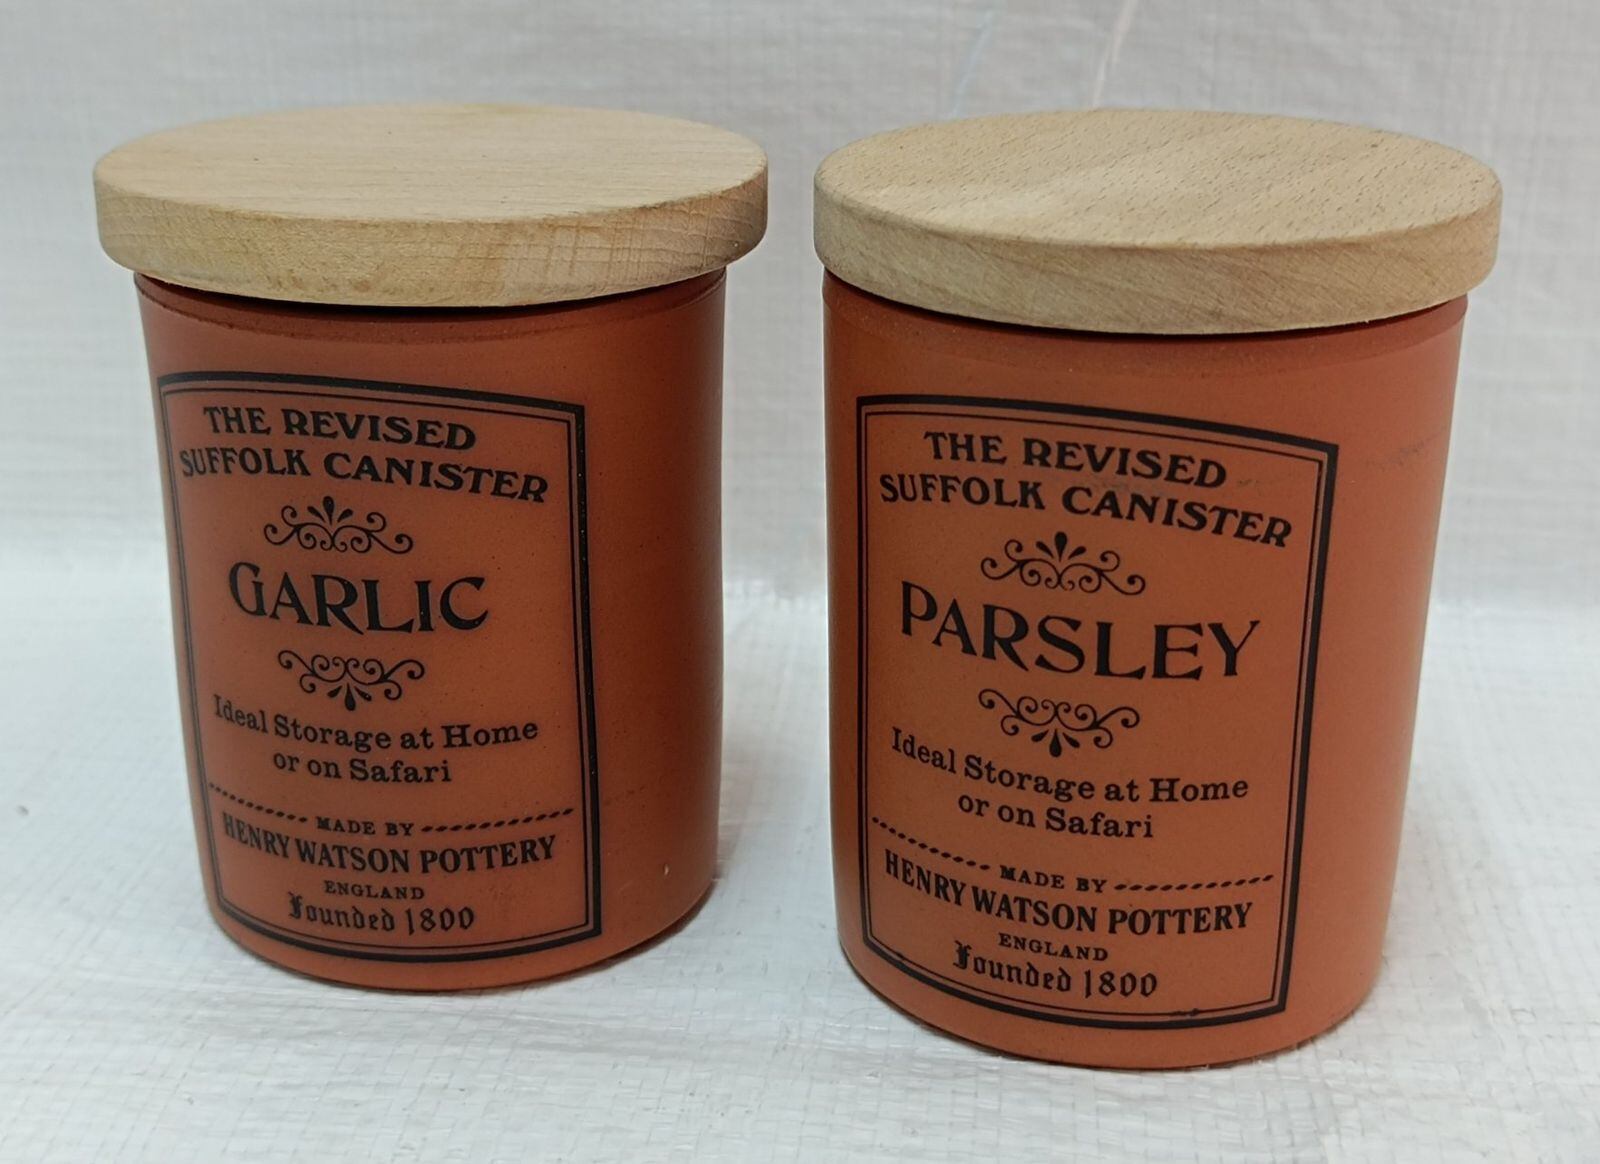 THE REVISED
SUFFOLK CANISTER
GARLIC
Ideal Storage at Home
or on Safari
MADE BY
HENRY WATSON POTTERY
ENGLAND
Founded 1800
THE REVISED
SUFFOLK CANISTER
PARSLEY
Ideal Storage at Home
or on Safari
MADE BY
HENRY WATSON POTTERY
ENGLAND
Founded 1800